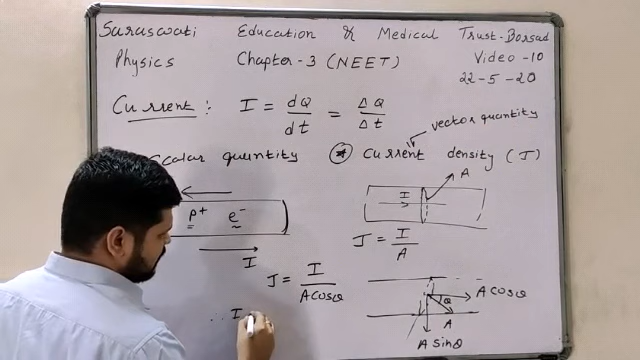 Saraswati Education & Medical Trust-Borsad
Physics Chapter-3 (NEET) Video -10
22-5-20
Current: I = dQ/dt = ΔQ/Δt
vector quantity
Scalar quantity * Current density (J)
A
I
P+ e-
I
J = I/A
J = I/A cosθ
A cosθ
θ
A
A sinθ
∴ I